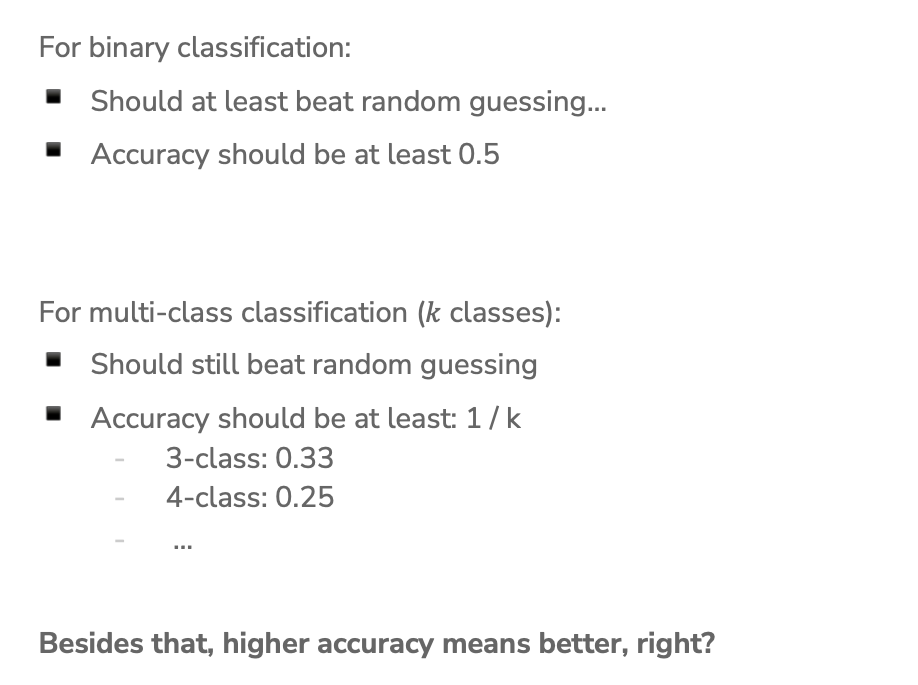 For binary classification:
▪ Should at least beat random guessing...
▪ Accuracy should be at least 0.5
For multi-class classification (k classes):
▪ Should still beat random guessing
▪ Accuracy should be at least: 1 / k
- 3-class: 0.33
- 4-class: 0.25
- ...
Besides that, higher accuracy means better, right?